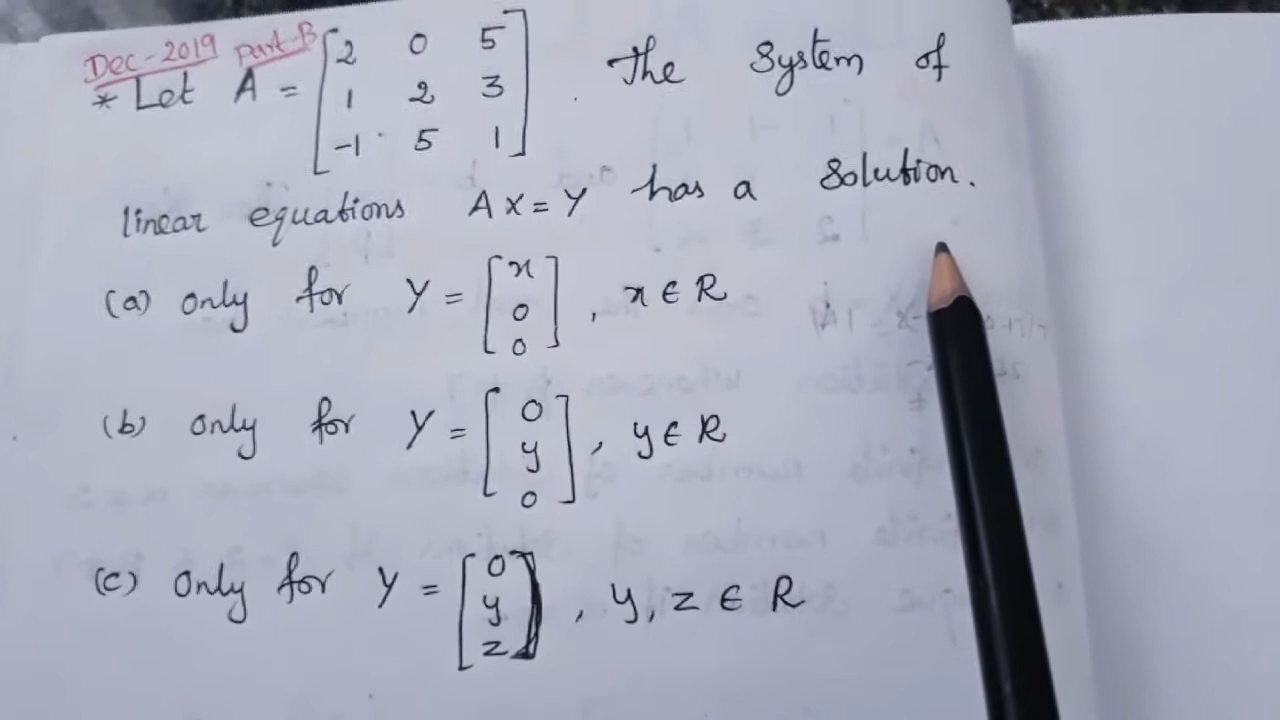 Dec-2019 Part-B
* Let A = [2 0 5
1 2 3
-1 5 1]. The System of
linear equations AX=Y has a solution.
(a) only for Y = [x
0
0], x ∈ R
(b) only for Y = [0
y
0], y ∈ R
(c) only for Y = [0
y
z], y, z ∈ R